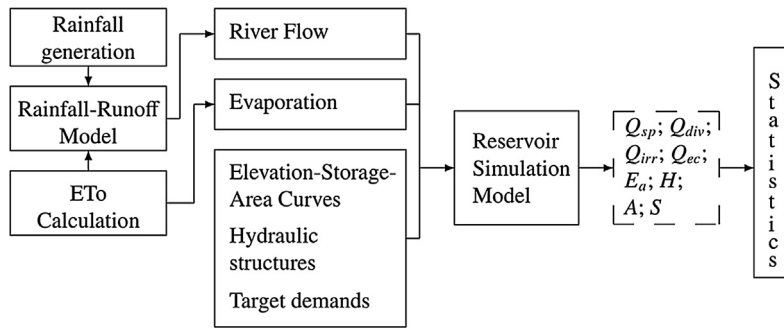 Rainfall
generation
Rainfall-Runoff
Model
ETo
Calculation
River Flow
Evaporation
Elevation-Storage-
Area Curves
Hydraulic
structures
Target demands
Reservoir
Simulation
Model
Q_sp; Q_div;
Q_irr; Q_ec;
E_a; H;
A; S
Statistics